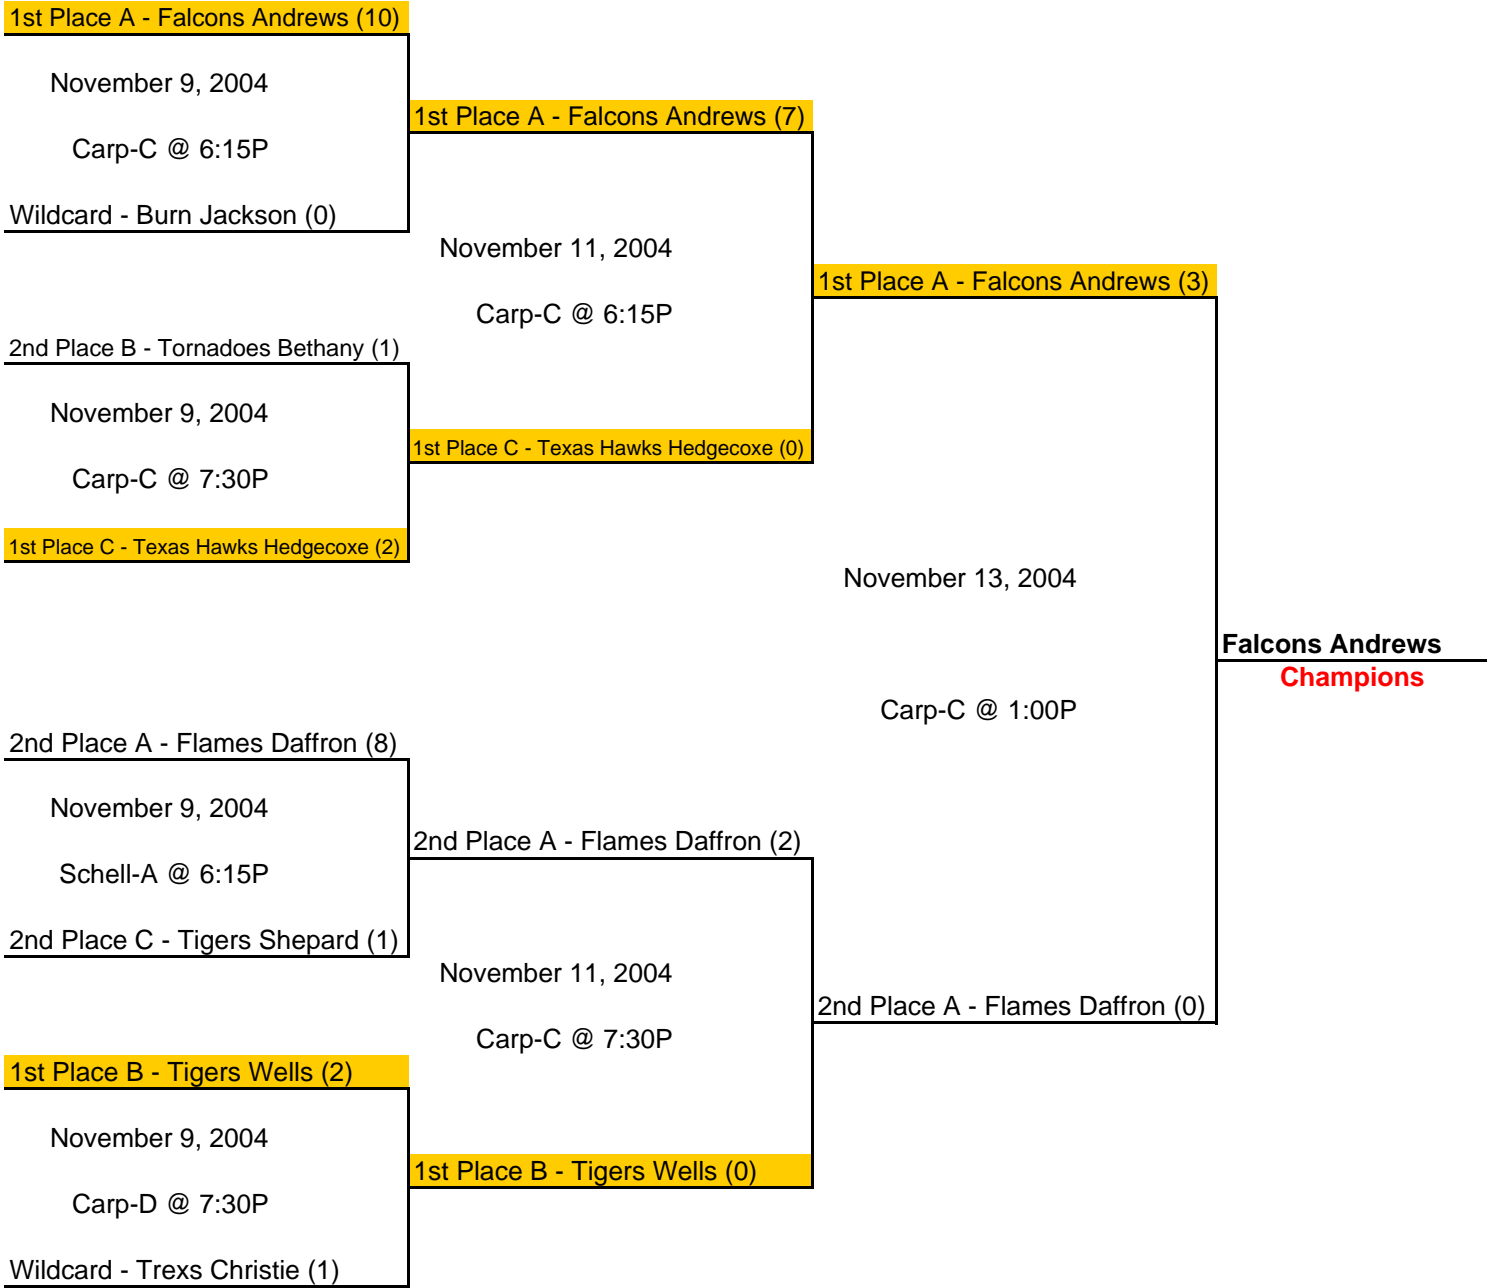 1st Place A - Falcons Andrews (10)
November 9, 2004
Carp-C @ 6:15P
Wildcard - Burn Jackson (0)
2nd Place B - Tornadoes Bethany (1)
November 9, 2004
Carp-C @ 7:30P
1st Place C - Texas Hawks Hedgecoxe (2)
2nd Place A - Flames Daffron (8)
November 9, 2004
Schell-A @ 6:15P
2nd Place C - Tigers Shepard (1)
1st Place B - Tigers Wells (2)
November 9, 2004
Carp-D @ 7:30P
Wildcard - Trexs Christie (1)
1st Place A - Falcons Andrews (7)
November 11, 2004
Carp-C @ 6:15P
1st Place C - Texas Hawks Hedgecoxe (0)
2nd Place A - Flames Daffron (2)
November 11, 2004
Carp-C @ 7:30P
1st Place B - Tigers Wells (0)
1st Place A - Falcons Andrews (3)
November 13, 2004
Carp-C @ 1:00P
2nd Place A - Flames Daffron (0)
Falcons Andrews
Champions